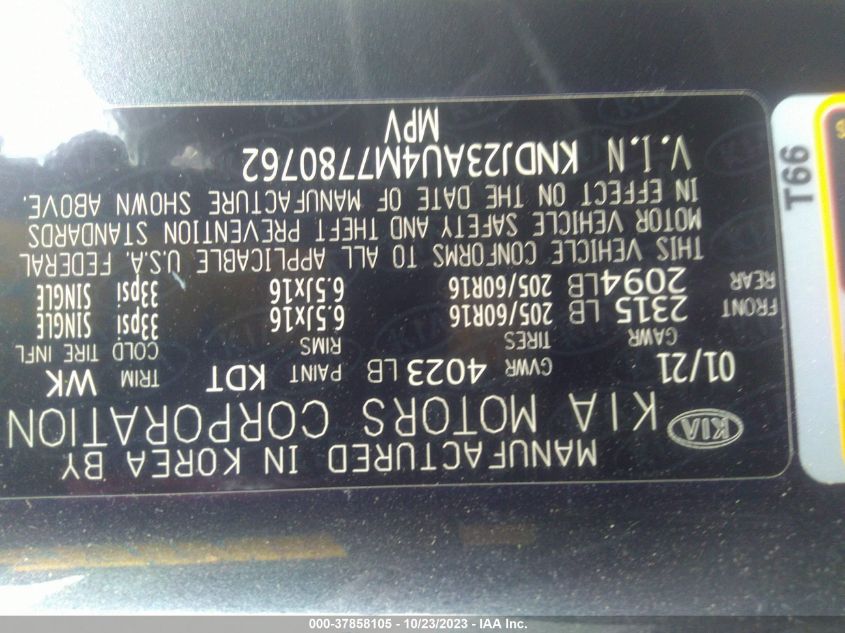 MANUFACTURED IN KOREA BY
KIA KIA MOTORS CORPORATION
01/21 GVWR 4023 LB PAINT KDT TRIM WK
GAWR TIRES RIMS COLD TIRE INFL
FRONT 2315 LB 205/60R16 6.5Jx16 33psi SINGLE
REAR 2094 LB 205/60R16 6.5Jx16 33psi SINGLE
THIS VEHICLE CONFORMS TO ALL APPLICABLE U.S.A. FEDERAL
MOTOR VEHICLE SAFETY AND THEFT PREVENTION STANDARDS
IN EFFECT ON THE DATE OF MANUFACTURE SHOWN ABOVE.
V.I.N KNDJ23AU4M7780762
MPV
T66
000-37858105 - 10/23/2023 - IAA Inc.